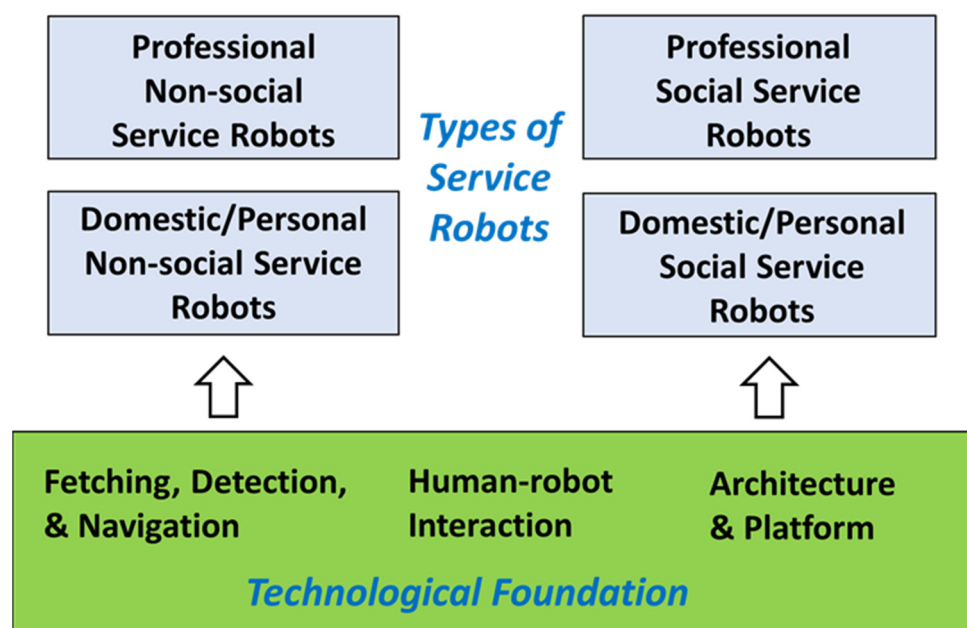 Professional
Non-social
Service Robots
Types of
Service
Robots
Professional
Social Service
Robots
Domestic/Personal
Non-social Service
Robots
Domestic/Personal
Social Service
Robots
Fetching, Detection,
& Navigation
Human-robot
Interaction
Architecture
& Platform
Technological Foundation